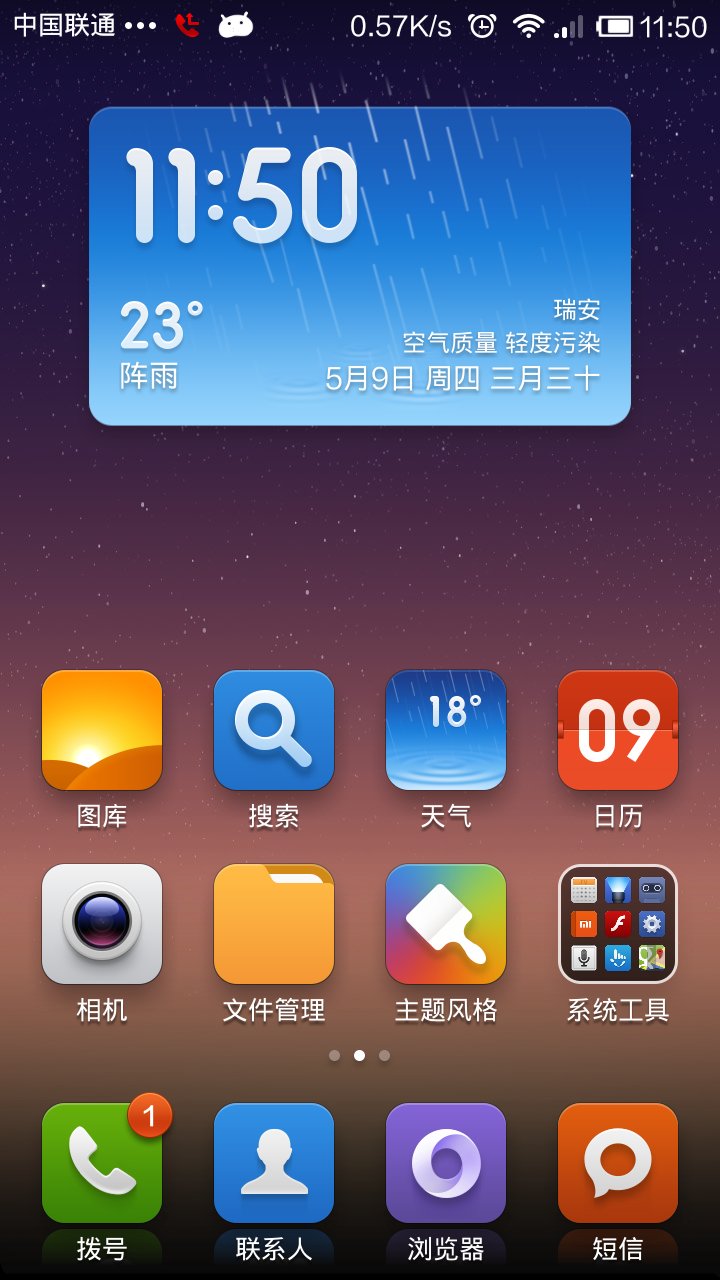 中国联通 ••• 0.57K/s 11:50
11:50
23°
阵雨
瑞安
空气质量 轻度污染
5月9日 周四 三月三十
18°
09
图库 搜索 天气 日历
相机 文件管理 主题风格 系统工具
1
拨号 联系人 浏览器 短信